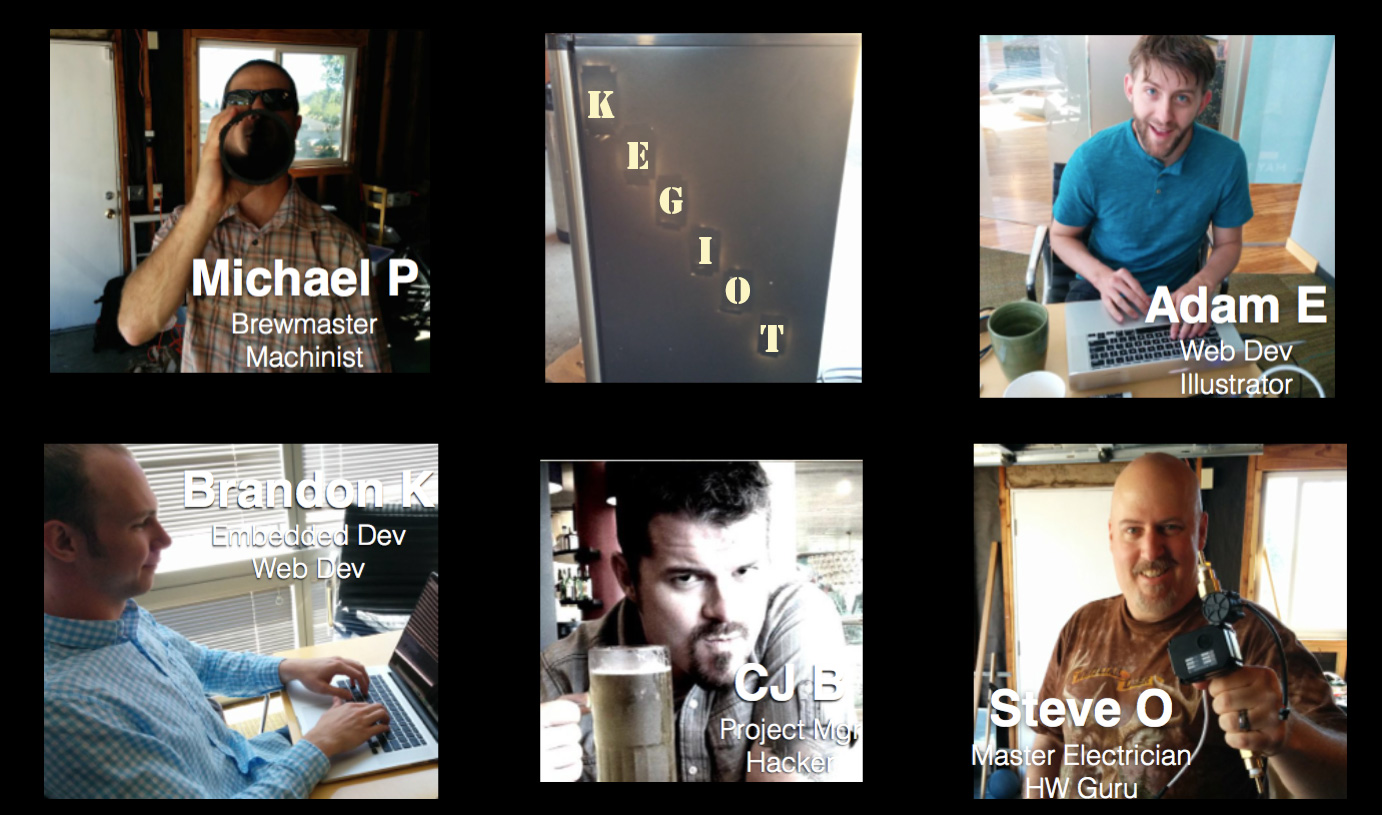 Michael P
Brewmaster
Machinist
K
E
G
I
O
T
Adam E
Web Dev
Illustrator
Brandon K
Embedded Dev
Web Dev
CJ B
Project Mgr
Hacker
Steve O
Master Electrician
HW Guru